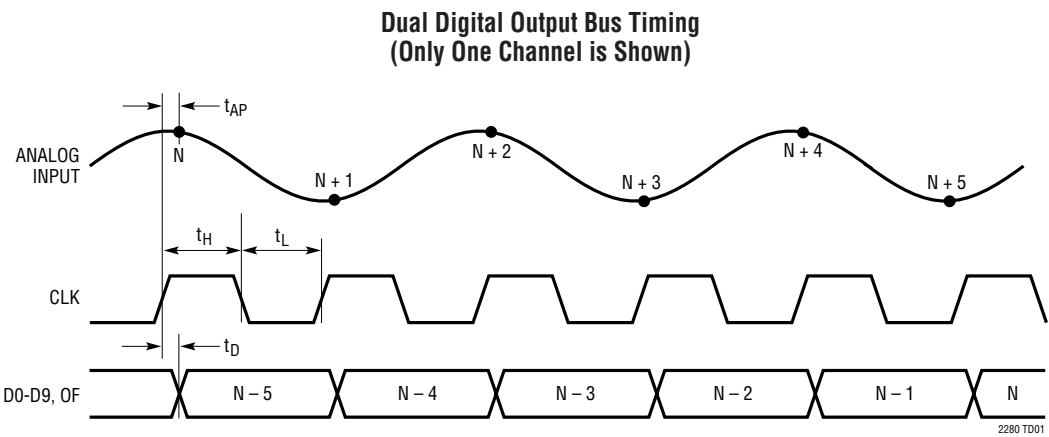 Dual Digital Output Bus Timing
(Only One Channel is Shown)
tAP
ANALOG
INPUT
N
N + 1
N + 2
N + 3
N + 4
N + 5
tH
tL
CLK
tD
D0-D9, OF
N – 5
N – 4
N – 3
N – 2
N – 1
N
2280 TD01